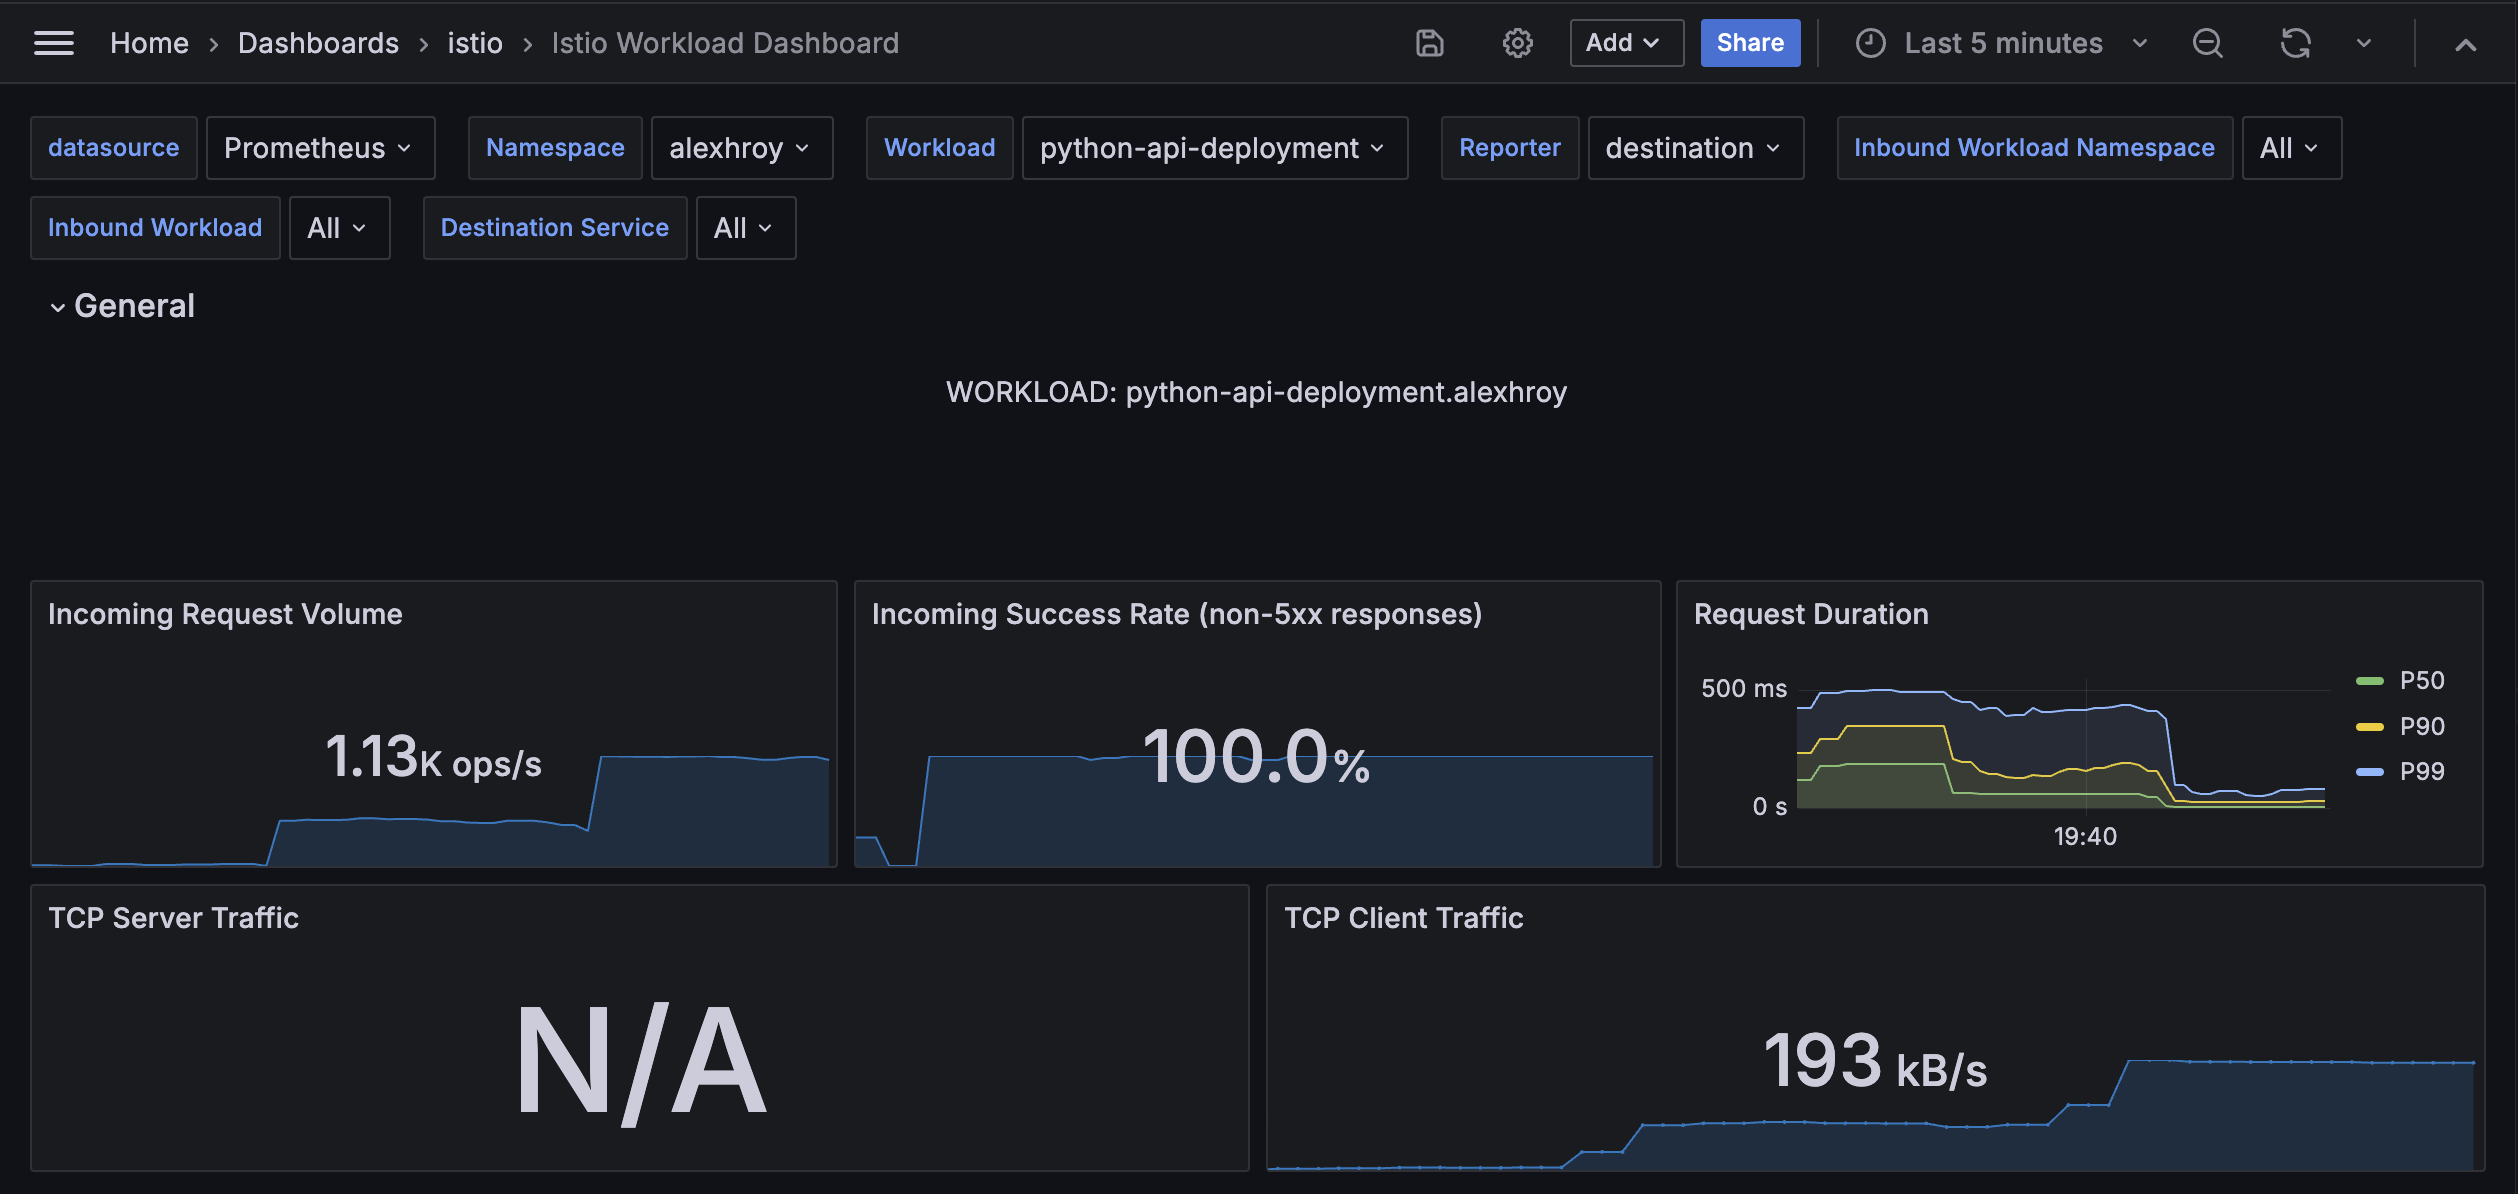 Home › Dashboards › istio › Istio Workload Dashboard Add Share Last 5 minutes
datasource Prometheus Namespace alexhroy Workload python-api-deployment Reporter destination Inbound Workload Namespace All
Inbound Workload All Destination Service All
General
WORKLOAD: python-api-deployment.alexhroy
Incoming Request Volume
1.13K ops/s
Incoming Success Rate (non-5xx responses)
100.0%
Request Duration
500 ms
0 s
19:40
P50
P90
P99
TCP Server Traffic
N/A
TCP Client Traffic
193 kB/s